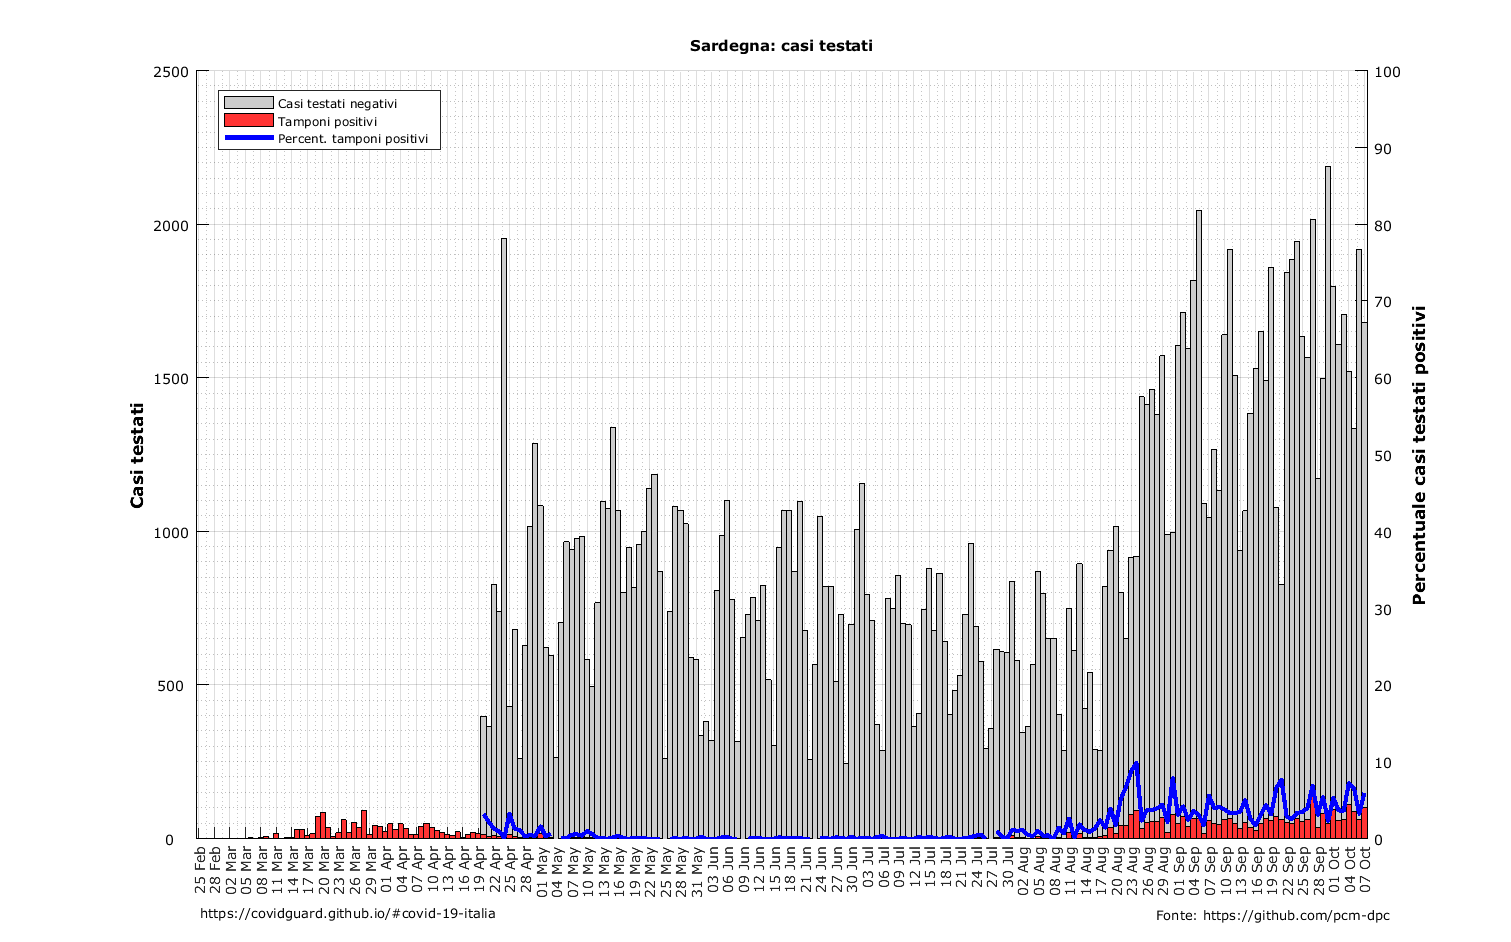 Sardegna: casi testati
Casi testati negativi
Tamponi positivi
Percent. tamponi positivi
Casi testati
2500
2000
1500
1000
500
0
Percentuale casi testati positivi
100
90
80
70
60
50
40
30
20
10
0
25 Feb
28 Feb
02 Mar
05 Mar
08 Mar
11 Mar
14 Mar
17 Mar
20 Mar
23 Mar
26 Mar
29 Mar
01 Apr
04 Apr
07 Apr
10 Apr
13 Apr
16 Apr
19 Apr
22 Apr
25 Apr
28 Apr
01 May
04 May
07 May
10 May
13 May
16 May
19 May
22 May
25 May
28 May
31 May
03 Jun
06 Jun
09 Jun
12 Jun
15 Jun
18 Jun
21 Jun
24 Jun
27 Jun
30 Jun
03 Jul
06 Jul
09 Jul
12 Jul
15 Jul
18 Jul
21 Jul
24 Jul
27 Jul
30 Jul
02 Aug
05 Aug
08 Aug
11 Aug
14 Aug
17 Aug
20 Aug
23 Aug
26 Aug
29 Aug
01 Sep
04 Sep
07 Sep
10 Sep
13 Sep
16 Sep
19 Sep
22 Sep
25 Sep
28 Sep
01 Oct
04 Oct
07 Oct
https://covidguard.github.io/#covid-19-italia
Fonte: https://github.com/pcm-dpc